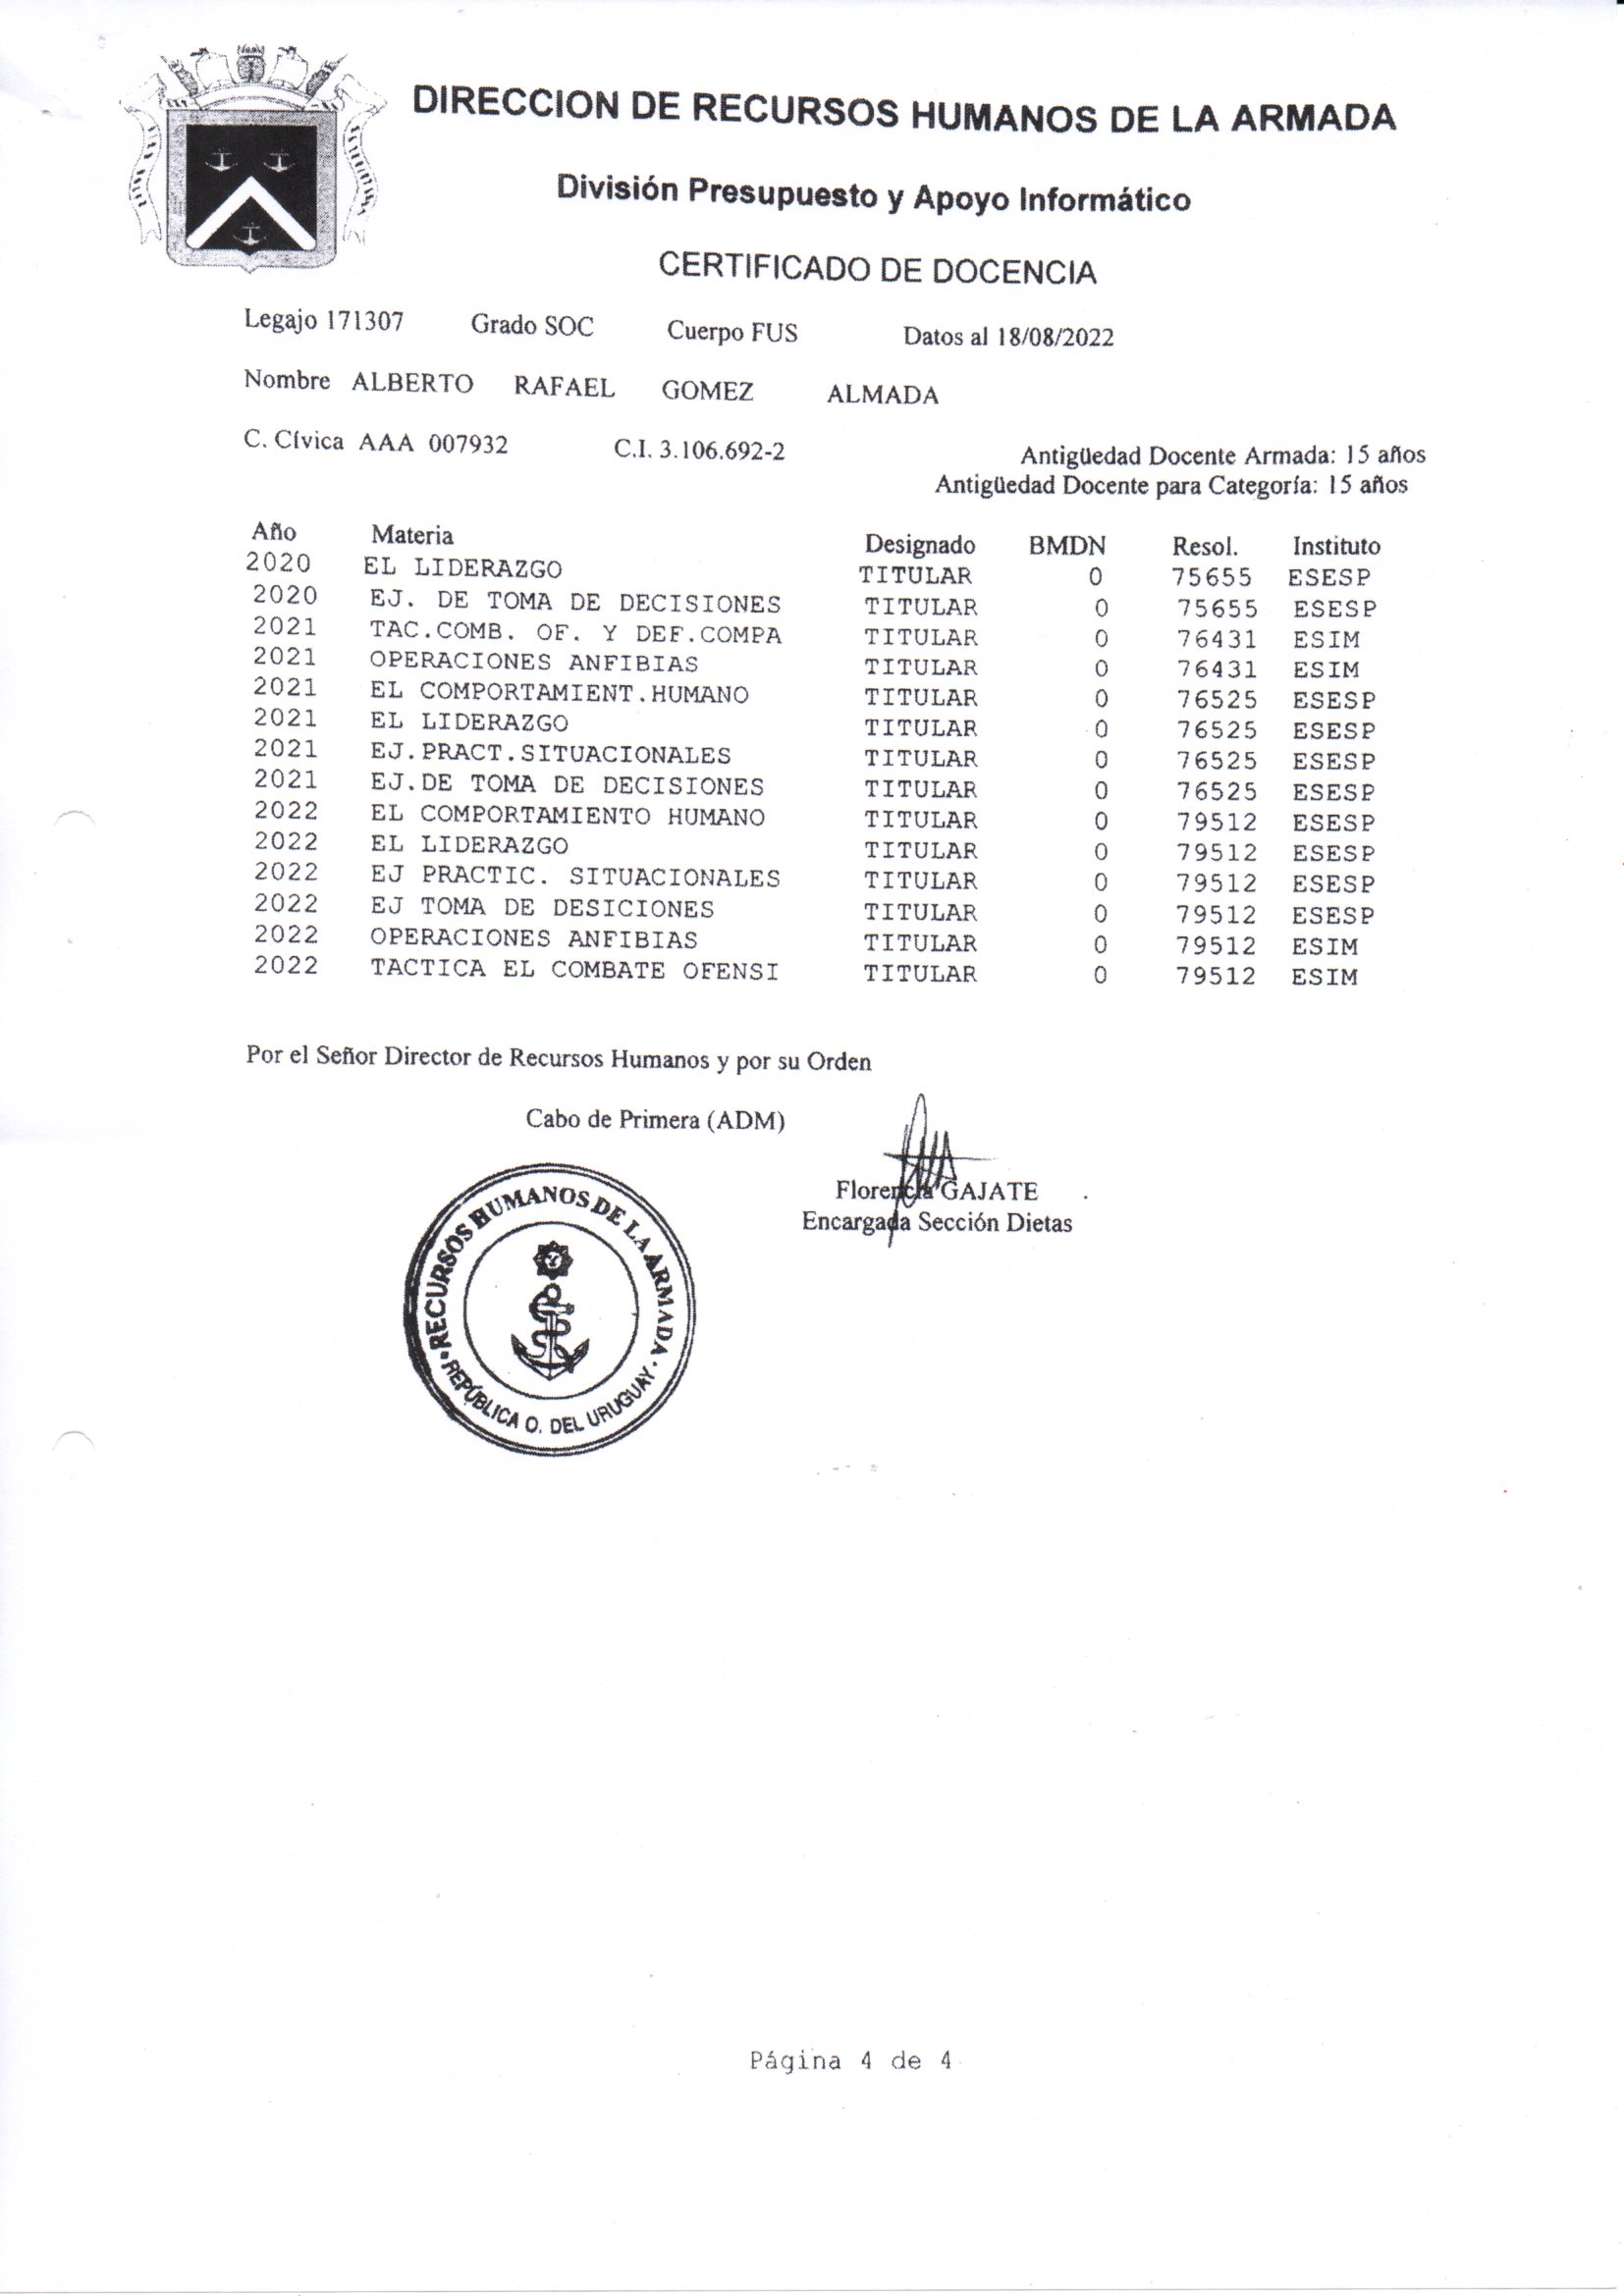 DIRECCION DE RECURSOS HUMANOS DE LA ARMADA
División Presupuesto y Apoyo Informático
CERTIFICADO DE DOCENCIA
Legajo 171307 Grado SOC Cuerpo FUS Datos al 18/08/2022
Nombre ALBERTO RAFAEL GOMEZ ALMADA
C. Cívica AAA 007932 C.I. 3.106.692-2 Antigüedad Docente Armada: 15 años
Antigüedad Docente para Categoría: 15 años
Año Materia Designado BMDN Resol. Instituto
2020 EL LIDERAZGO TITULAR 0 75655 ESESP
2020 EJ. DE TOMA DE DECISIONES TITULAR 0 75655 ESESP
2021 TAC.COMB. OF. Y DEF.COMPA TITULAR 0 76431 ESIM
2021 OPERACIONES ANFIBIAS TITULAR 0 76431 ESIM
2021 EL COMPORTAMIENT.HUMANO TITULAR 0 76525 ESESP
2021 EL LIDERAZGO TITULAR 0 76525 ESESP
2021 EJ.PRACT.SITUACIONALES TITULAR 0 76525 ESESP
2021 EJ.DE TOMA DE DECISIONES TITULAR 0 76525 ESESP
2022 EL COMPORTAMIENTO HUMANO TITULAR 0 79512 ESESP
2022 EL LIDERAZGO TITULAR 0 79512 ESESP
2022 EJ PRACTIC. SITUACIONALES TITULAR 0 79512 ESESP
2022 EJ TOMA DE DESICIONES TITULAR 0 79512 ESESP
2022 OPERACIONES ANFIBIAS TITULAR 0 79512 ESIM
2022 TACTICA EL COMBATE OFENSI TITULAR 0 79512 ESIM
Por el Señor Director de Recursos Humanos y por su Orden
Cabo de Primera (ADM)
Florencia GAJATE
Encargada Sección Dietas
RECURSOS HUMANOS DE LA ARMADA
REPÚBLICA O. DEL URUGUAY
Página 4 de 4